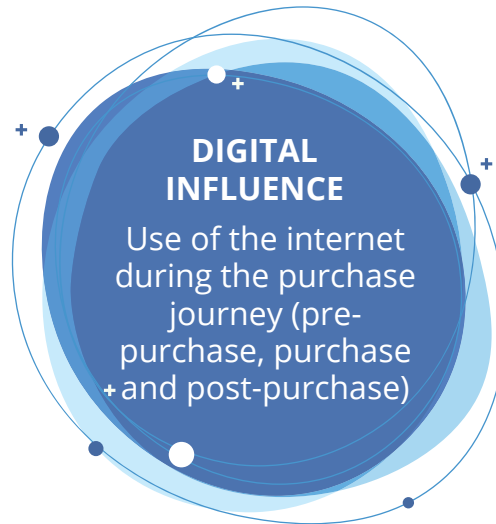 DIGITAL
INFLUENCE
Use of the internet
during the purchase
journey (pre-
purchase, purchase
and post-purchase)